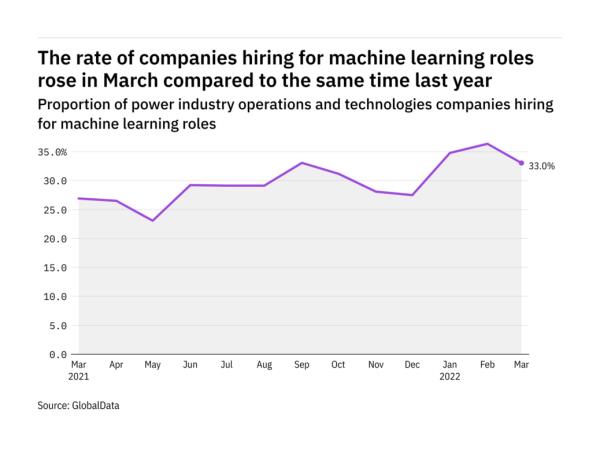 The rate of companies hiring for machine learning roles
rose in March compared to the same time last year
Proportion of power industry operations and technologies companies hiring
for machine learning roles
35.0%
30.0
25.0
20.0
15.0
10.0
5.0
0.0
33.0%
Mar Apr May Jun Jul Aug Sep Oct Nov Dec Jan Feb Mar
2021 2022
Source: GlobalData